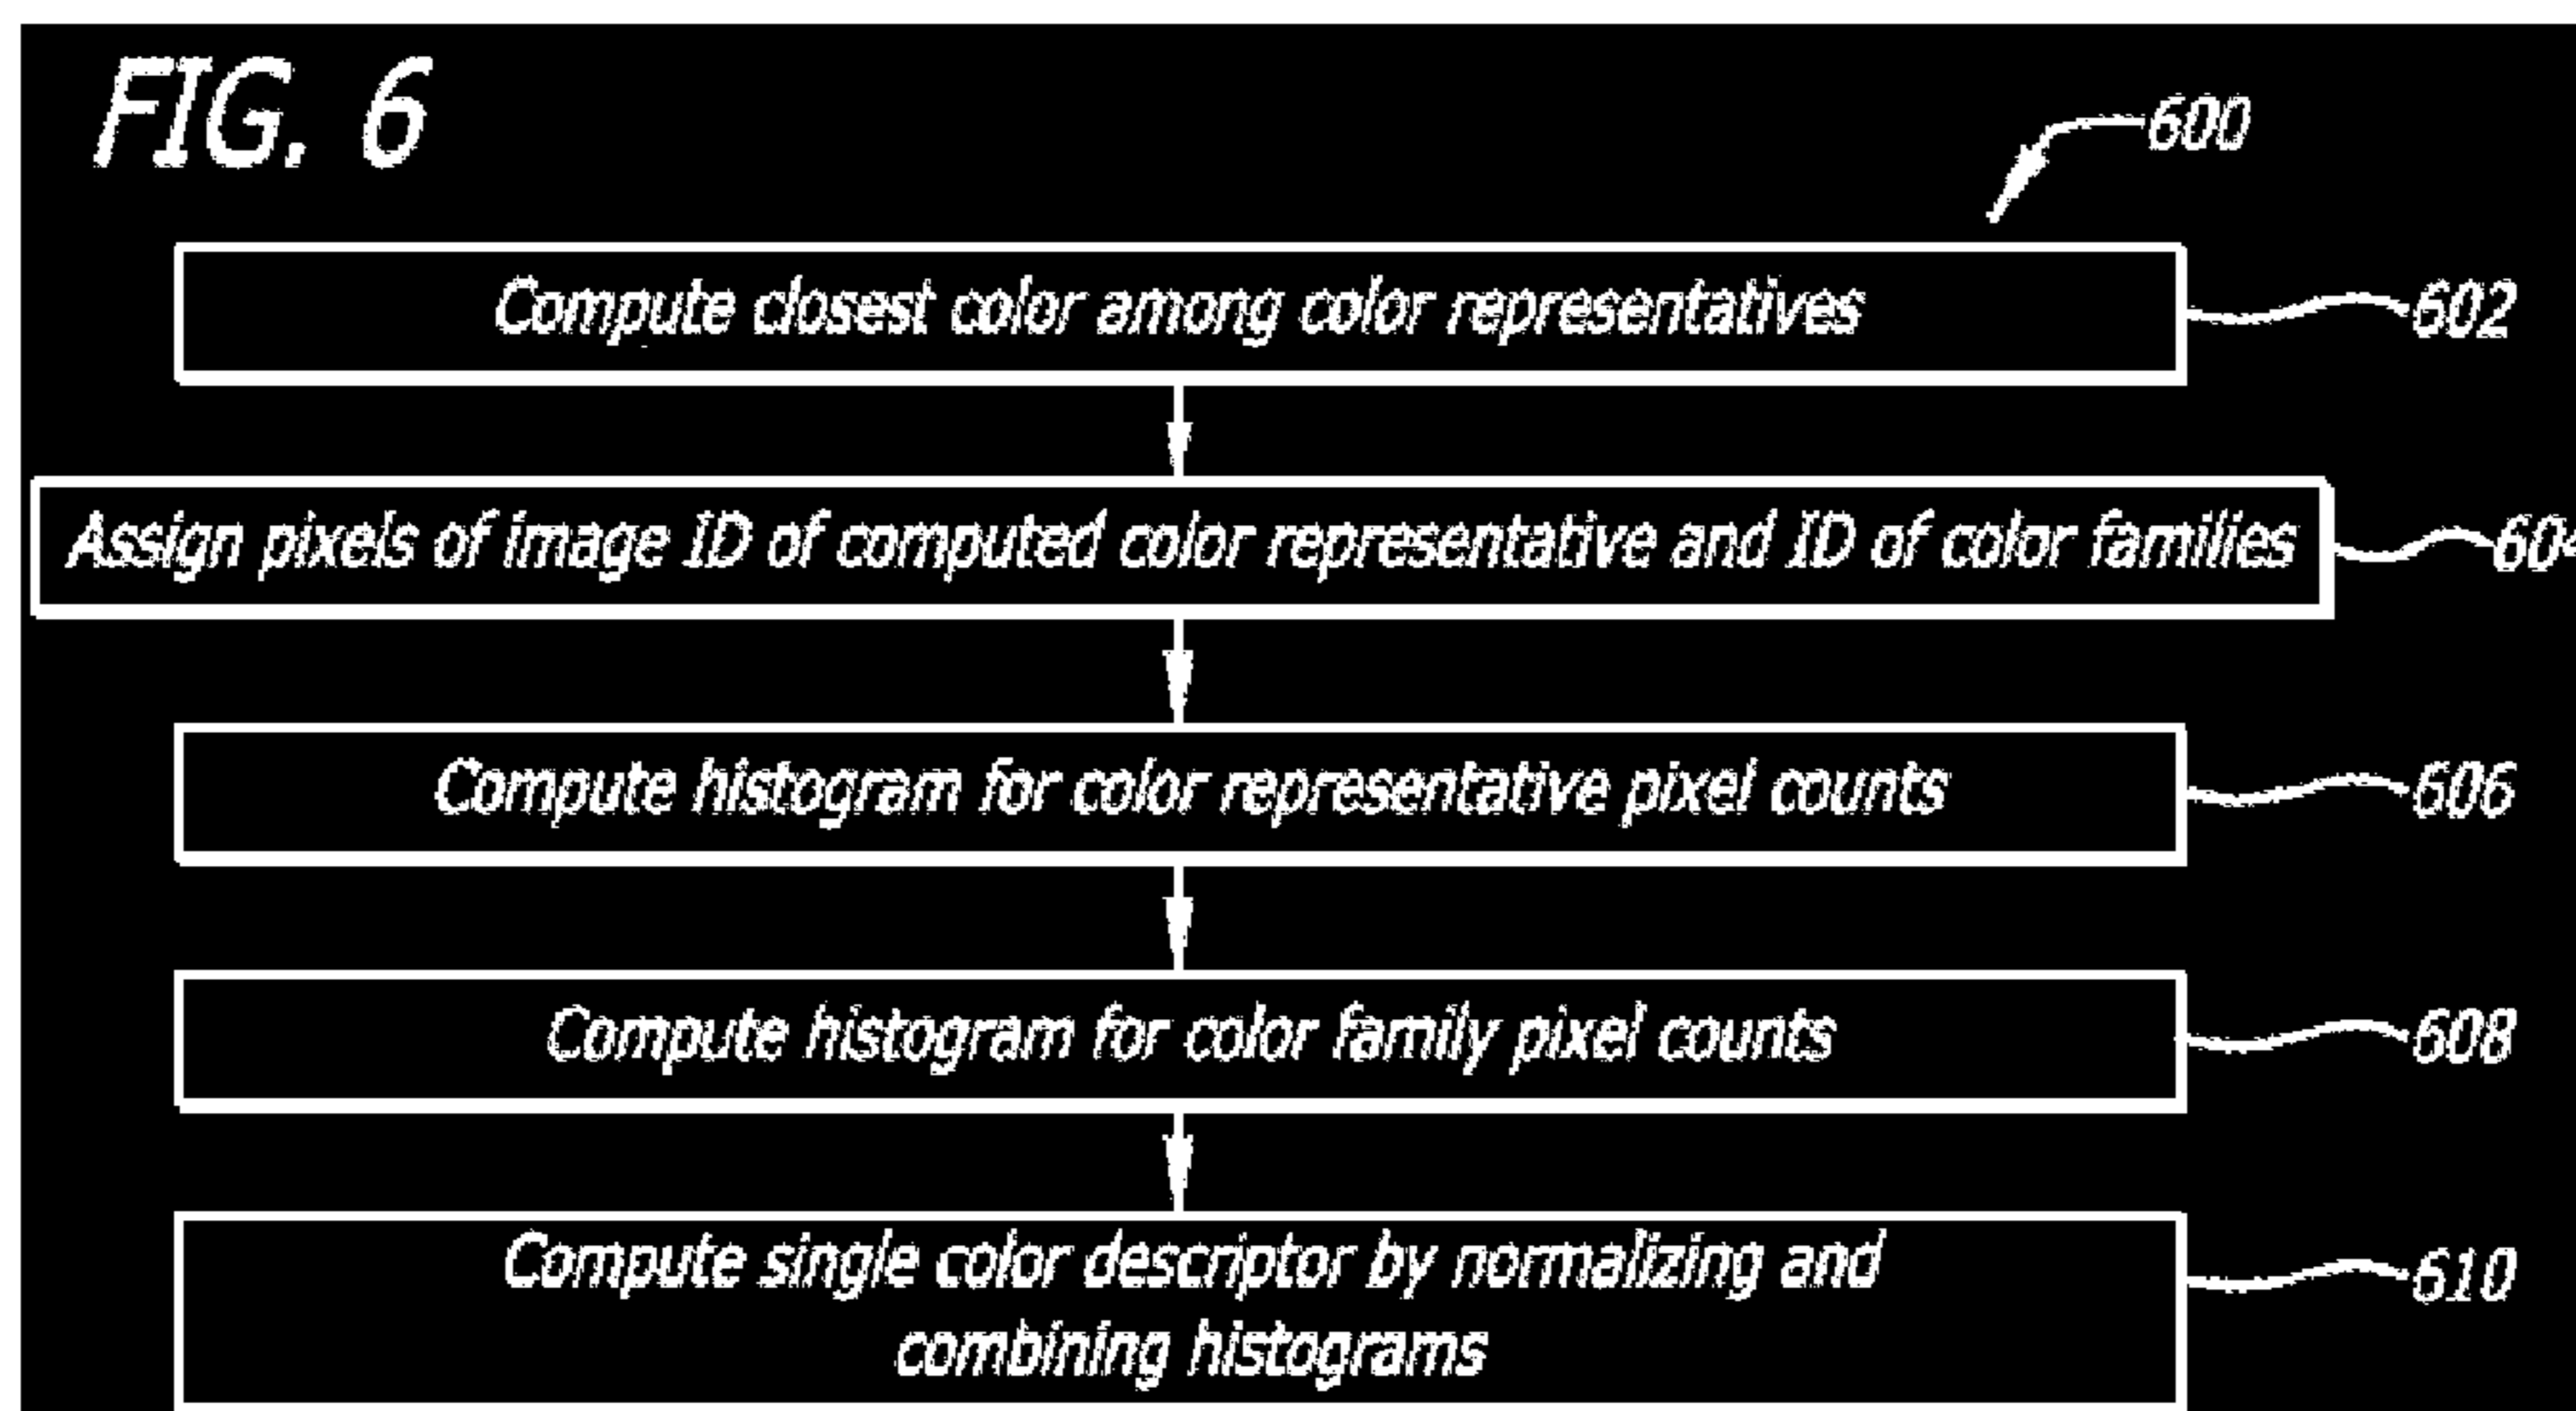 FIG. 6
600
Compute closest color among color representatives
602
Assign pixels of image ID of computed color representative and ID of color families
604
Compute histogram for color representative pixel counts
606
Compute histogram for color family pixel counts
608
Compute single color descriptor by normalizing and
combining histograms
610